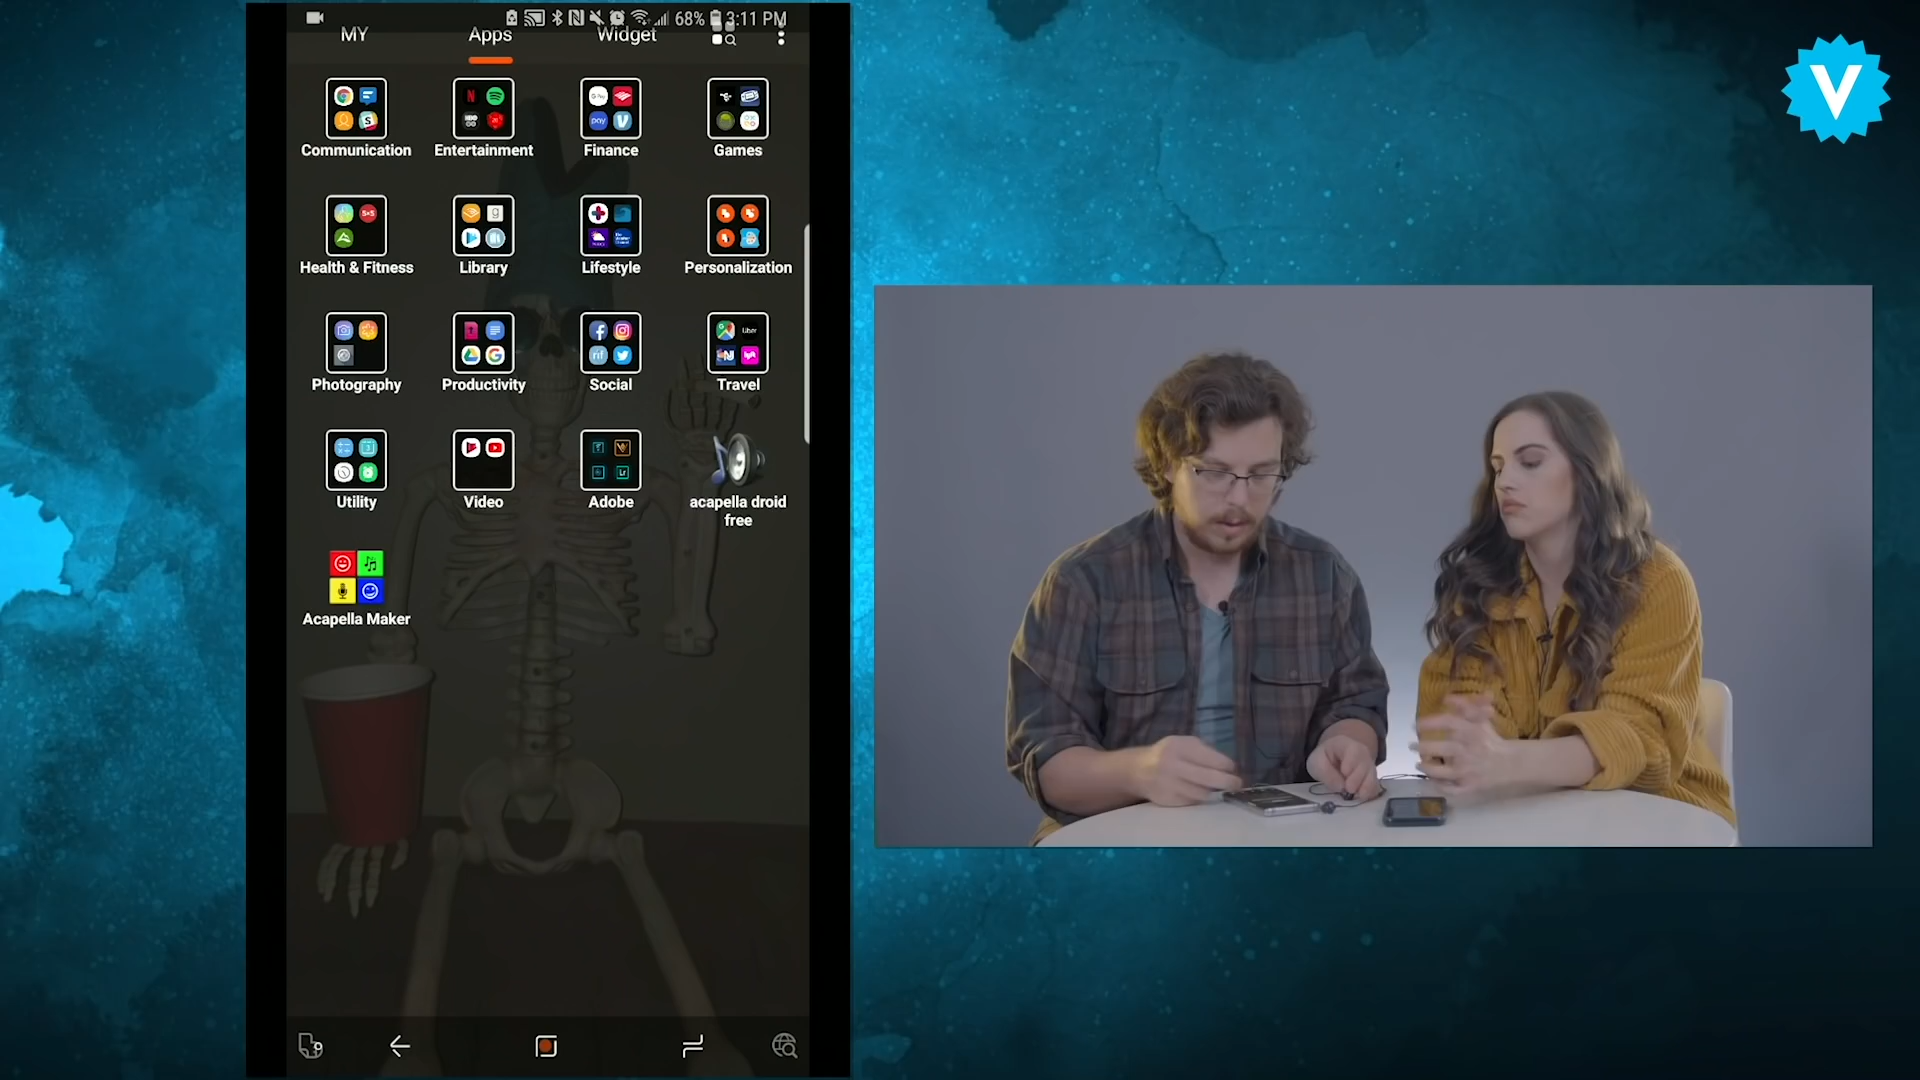 68% 3:11 PM
MY Apps Widget
Communication Entertainment Finance Games
Health & Fitness Library Lifestyle Personalization
Photography Productivity Social Travel
Utility Video Adobe acapella droid
free
Acapella Maker
V